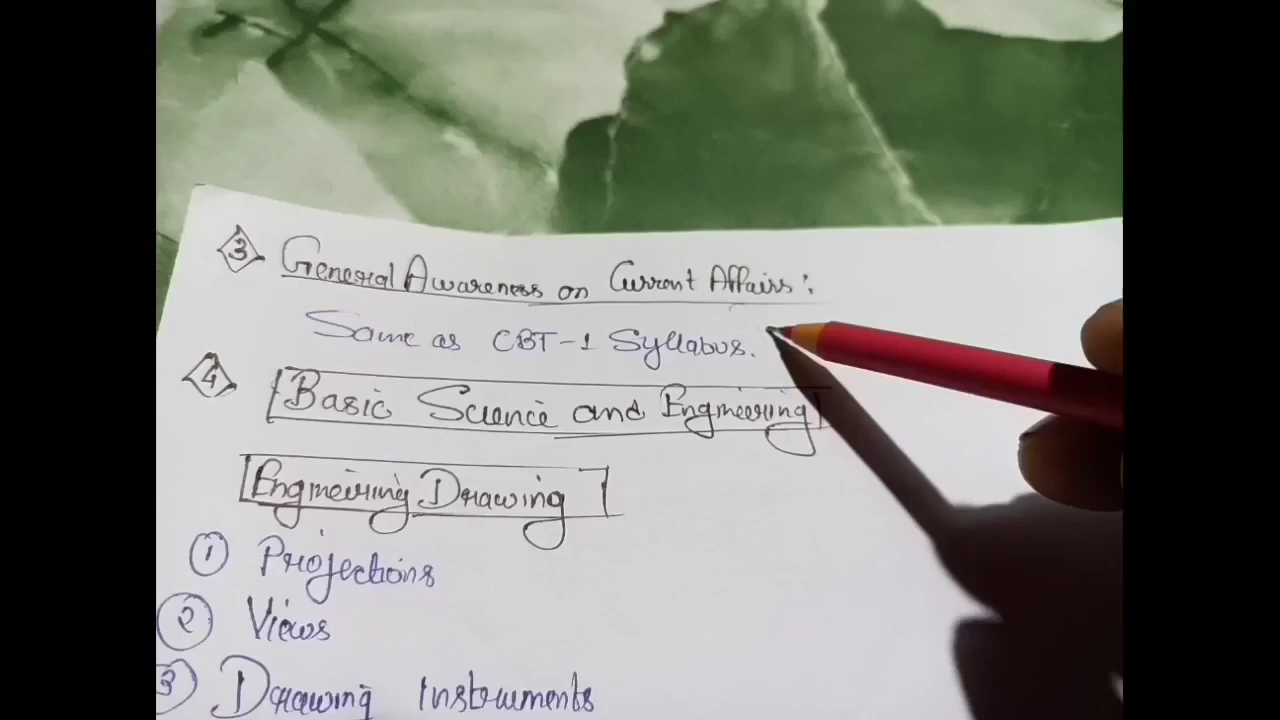 3 General Awareness on Current Affairs:
Same as CBT-1 Syllabus.
4 Basic Science and Engineering
Engineering Drawing
1 Projections
2 Views
3 Drawing Instruments